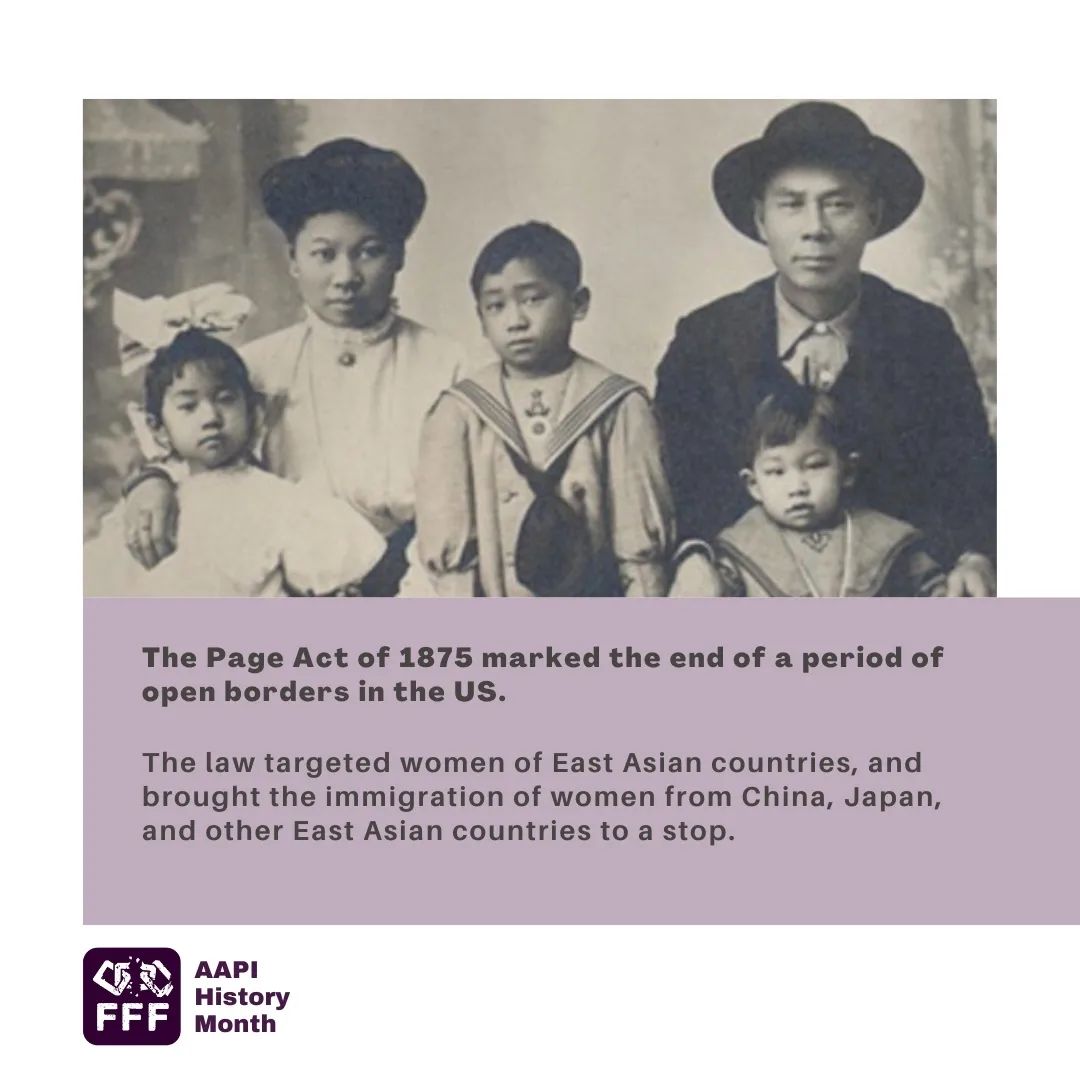 The Page Act of 1875 marked the end of a period of
open borders in the US.
The law targeted women of East Asian countries, and
brought the immigration of women from China, Japan,
and other East Asian countries to a stop.
FFF
AAPI
History
Month